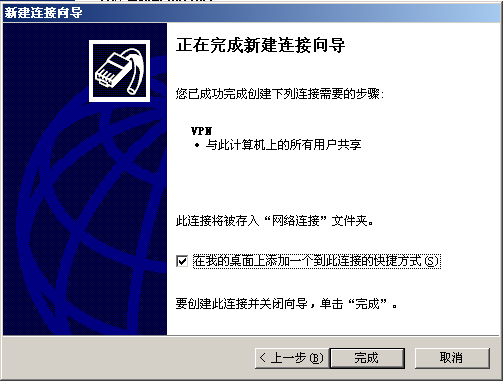 新建连接向导
正在完成新建连接向导
您已成功完成创建下列连接需要的步骤:
VPN
• 与此计算机上的所有用户共享
此连接将被存入“网络连接”文件夹。
在我的桌面上添加一个到此连接的快捷方式(S)
要创建此连接并关闭向导,单击“完成”。
< 上一步(B)
完成
取消